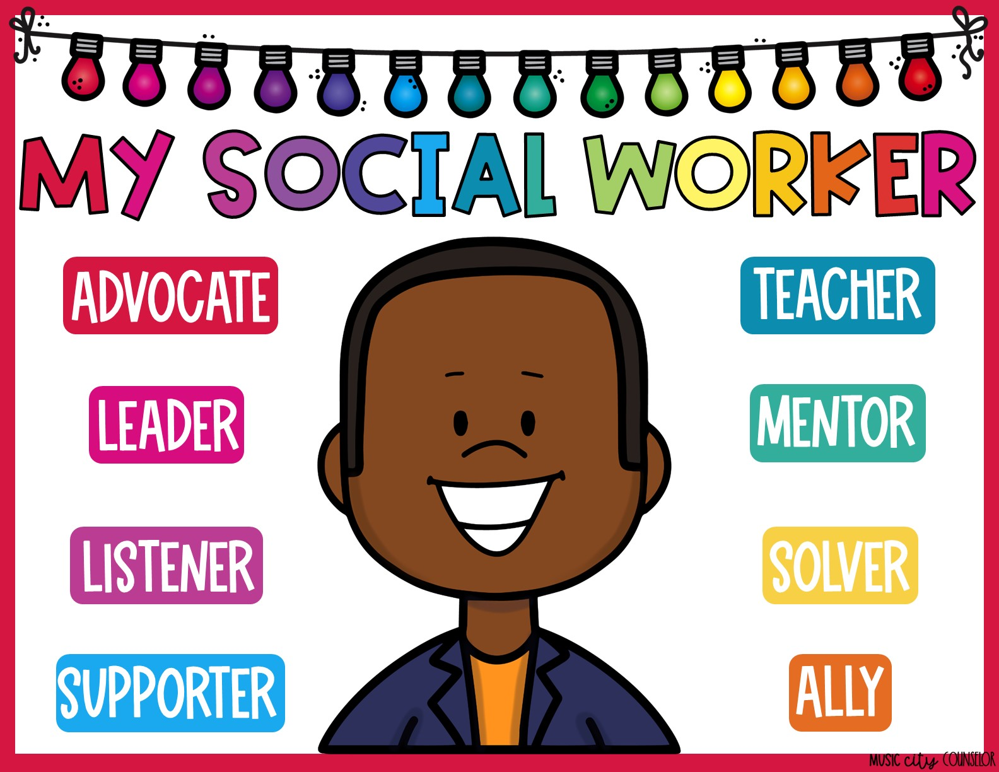 MY SOCIAL WORKER
ADVOCATE
TEACHER
LEADER
MENTOR
LISTENER
SOLVER
SUPPORTER
ALLY
MUSIC city COUNSELOR